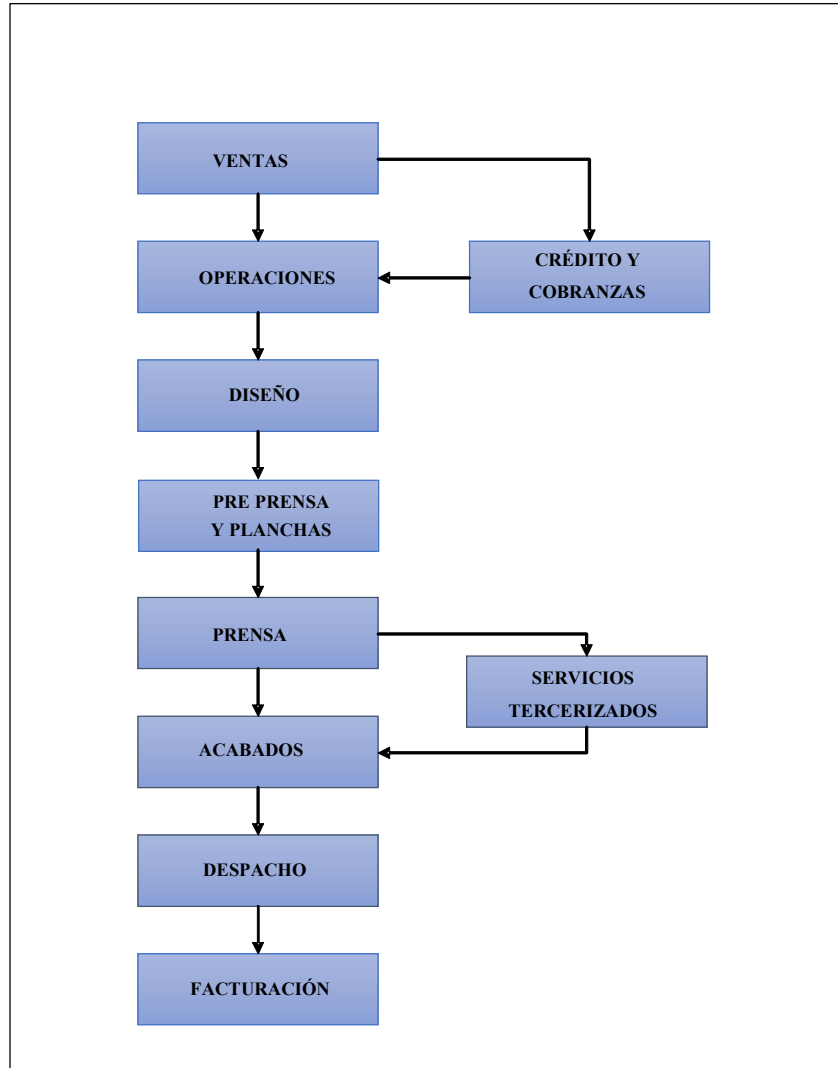 VENTAS
OPERACIONES
CRÉDITO Y
COBRANZAS
DISEÑO
PRE PRENSA
Y PLANCHAS
PRENSA
SERVICIOS
TERCERIZADOS
ACABADOS
DESPACHO
FACTURACIÓN